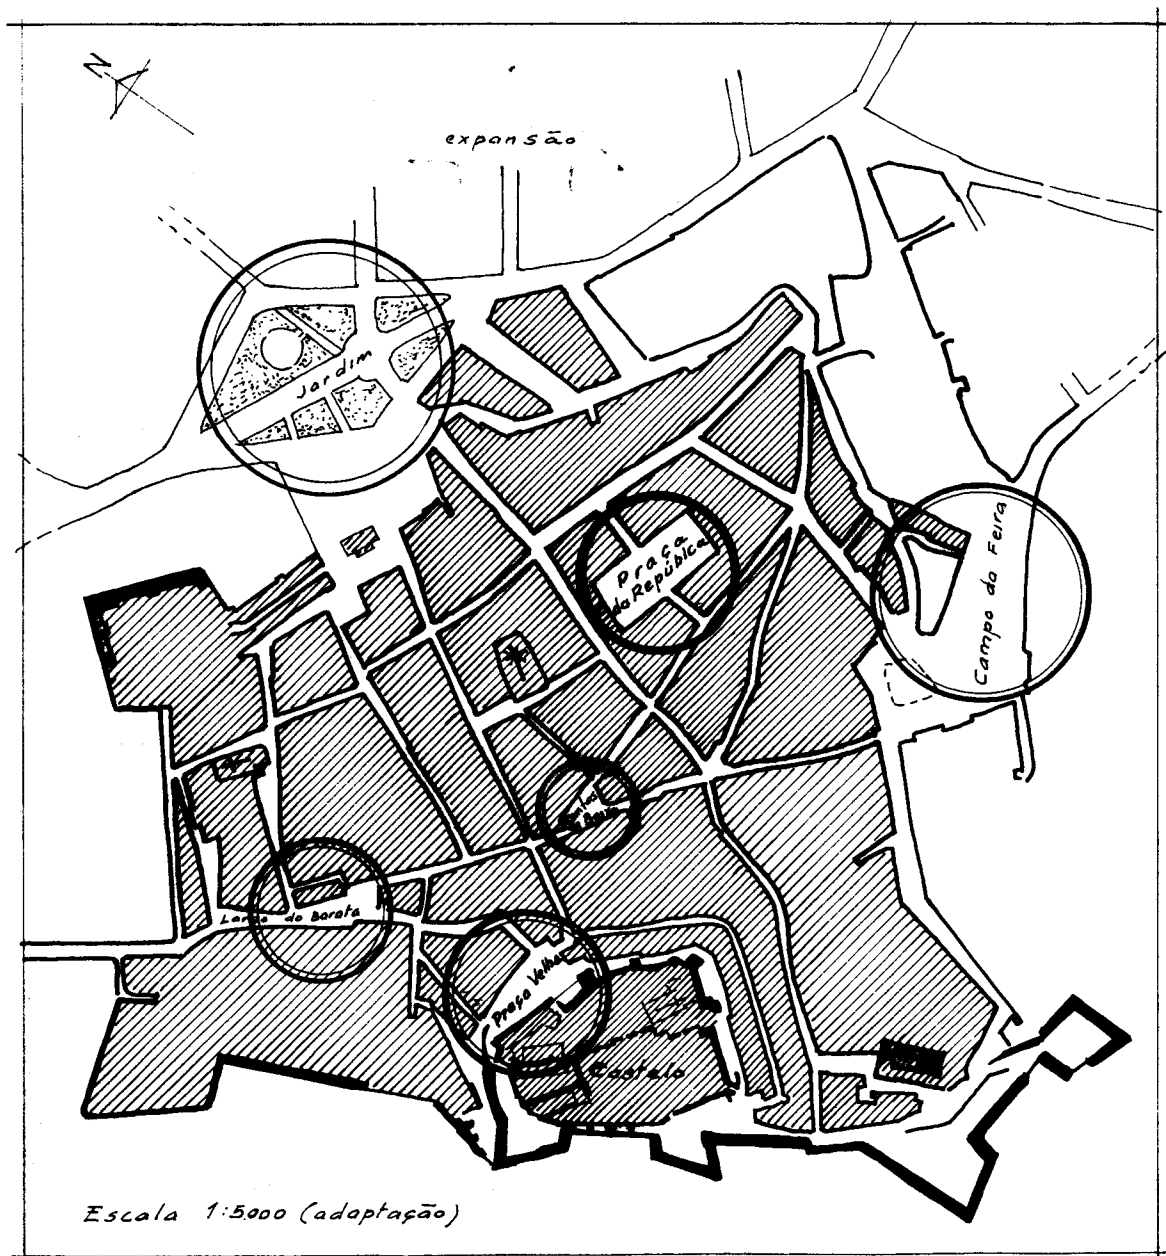 N
expansão
Jardim
Praça
da República
Campo da Feira
Largo do Barata
Praça Velha
Castelo
Escala 1:5000 (adaptação)